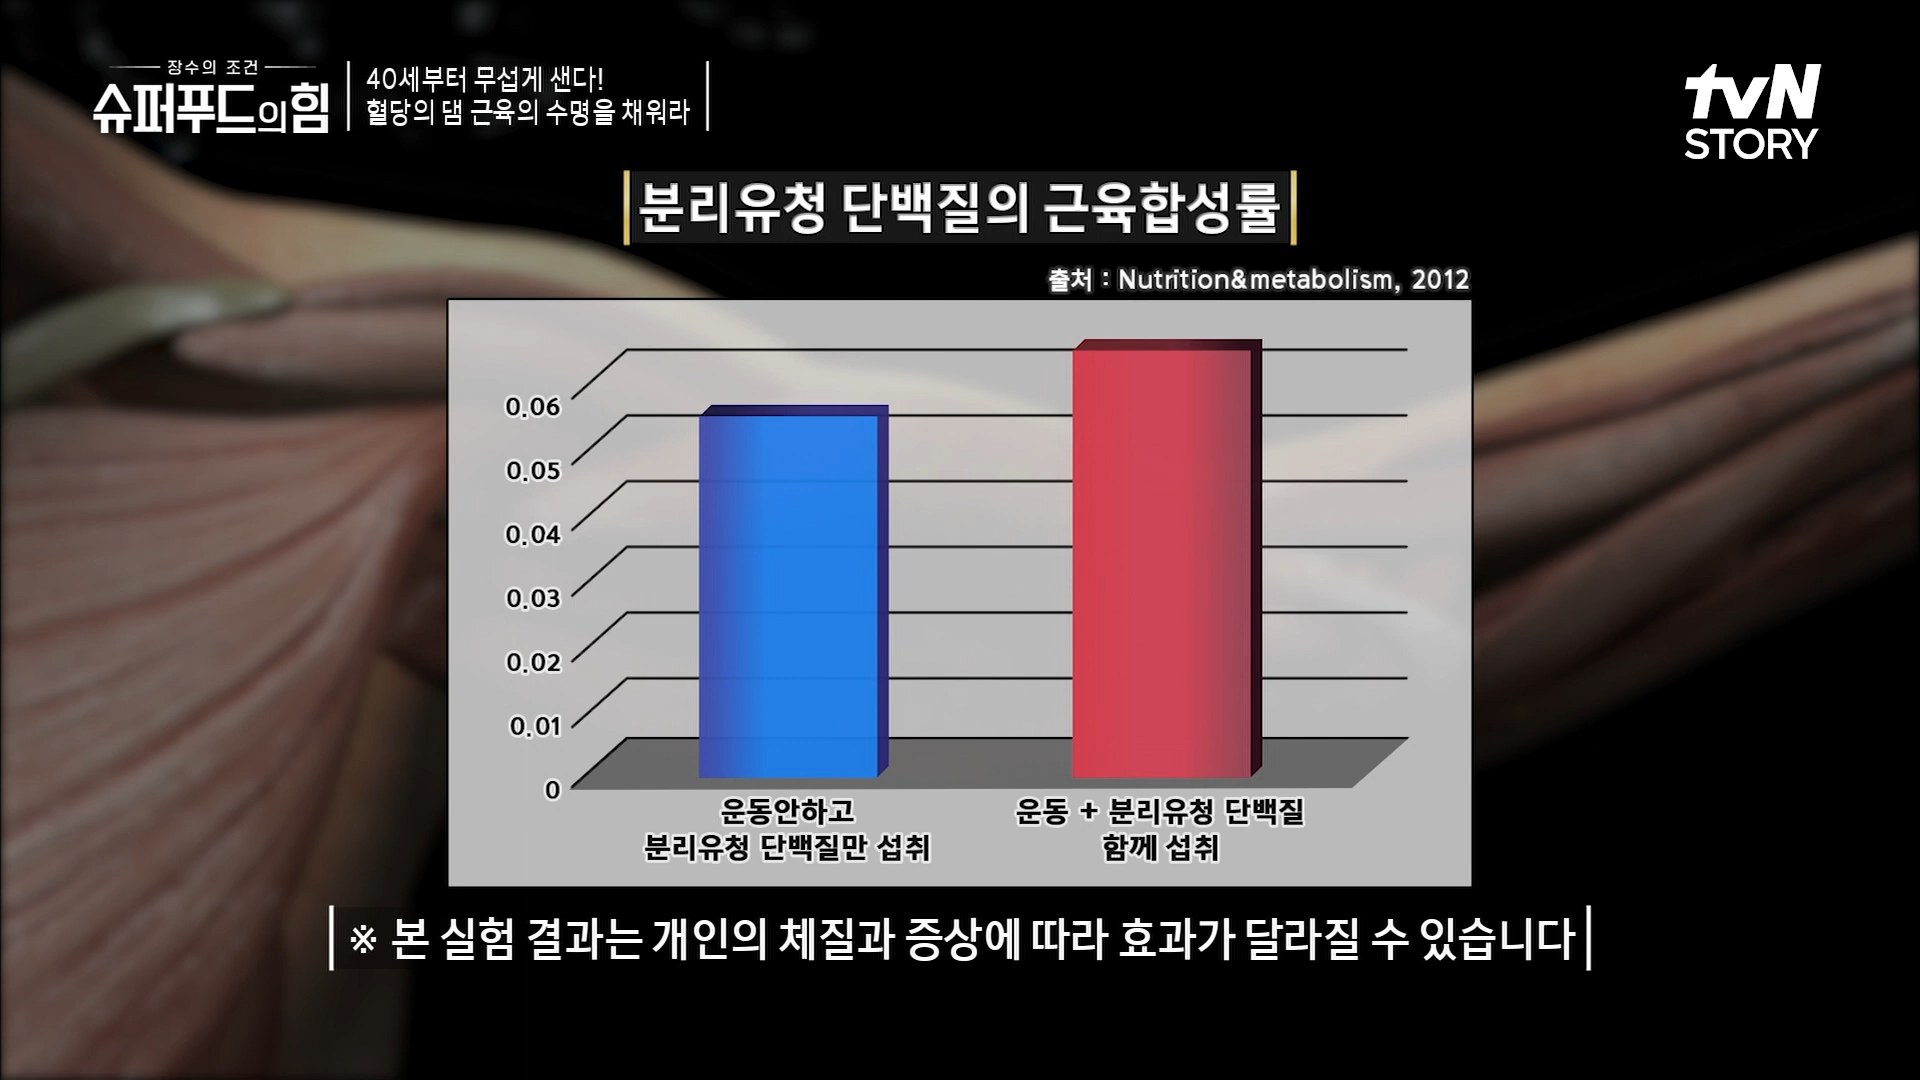 장수의 조건
슈퍼푸드의 힘
40세부터 무섭게 샌다!
혈당의 댐 근육의 수명을 채워라
tvN
STORY
분리유청 단백질의 근육합성률
출처 : Nutrition&metabolism, 2012
0.06
0.05
0.04
0.03
0.02
0.01
0
운동안하고
분리유청 단백질만 섭취
운동 + 분리유청 단백질
함께 섭취
※ 본 실험 결과는 개인의 체질과 증상에 따라 효과가 달라질 수 있습니다